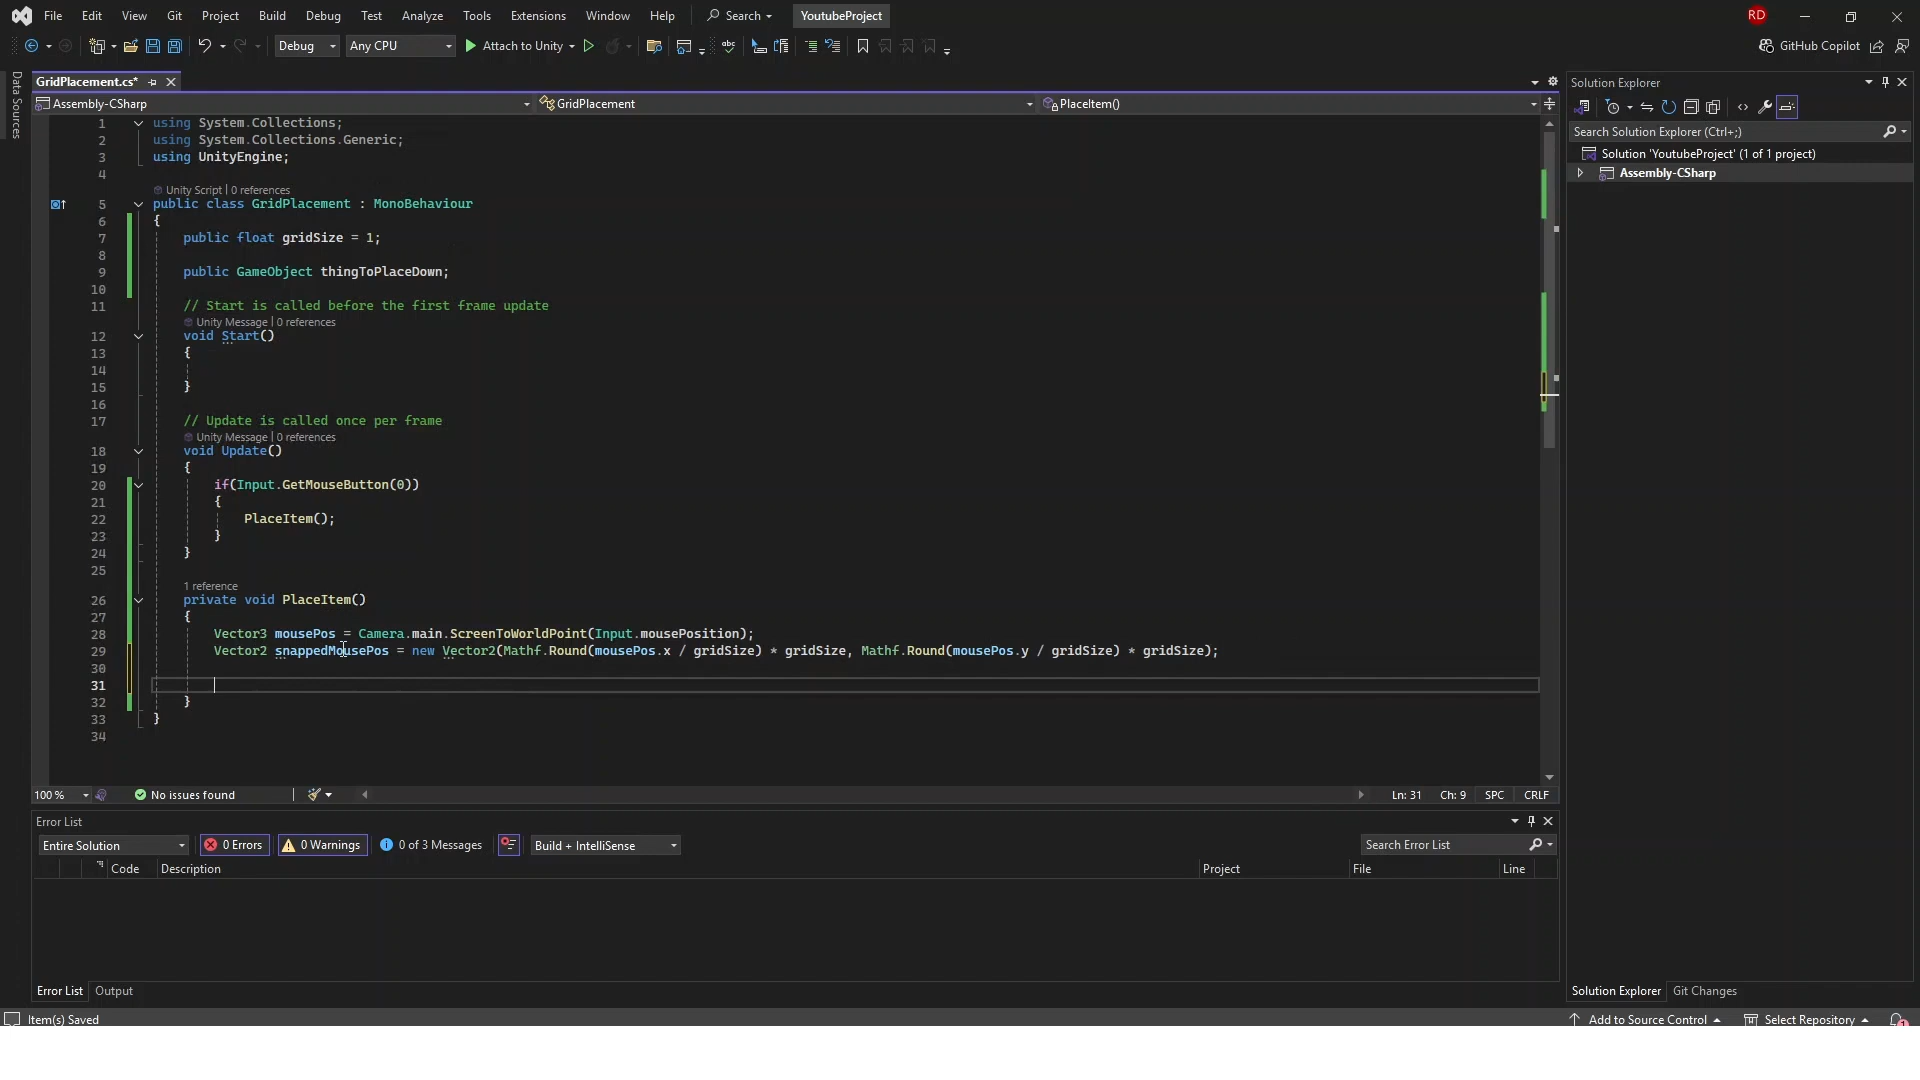 File Edit View Git Project Build Debug Test Analyze Tools Extensions Window Help Search YoutubeProject RD
Debug Any CPU Attach to Unity GitHub Copilot
Data Sources
GridPlacement.cs*
Assembly-CSharp GridPlacement PlaceItem()
1 using System.Collections;
2 using System.Collections.Generic;
3 using UnityEngine;
4
Unity Script | 0 references
5 public class GridPlacement : MonoBehaviour
6 {
7 public float gridSize = 1;
8
9 public GameObject thingToPlaceDown;
10
11 // Start is called before the first frame update
Unity Message | 0 references
12 void Start()
13 {
14
15 }
16
17 // Update is called once per frame
Unity Message | 0 references
18 void Update()
19 {
20 if(Input.GetMouseButton(0))
21 {
22 PlaceItem();
23 }
24 }
25
1 reference
26 private void PlaceItem()
27 {
28 Vector3 mousePos = Camera.main.ScreenToWorldPoint(Input.mousePosition);
29 Vector2 snappedMousePos = new Vector2(Mathf.Round(mousePos.x / gridSize) * gridSize, Mathf.Round(mousePos.y / gridSize) * gridSize);
30
31
32 }
33 }
34
100 % No issues found Ln: 31 Ch: 9 SPC CRLF
Error List
Entire Solution 0 Errors 0 Warnings 0 of 3 Messages Build + IntelliSense Search Error List
Code Description Project File Line
Error List Output
Solution Explorer
Search Solution Explorer (Ctrl+;)
Solution 'YoutubeProject' (1 of 1 project)
Assembly-CSharp
Solution Explorer Git Changes
Item(s) Saved Add to Source Control Select Repository 1